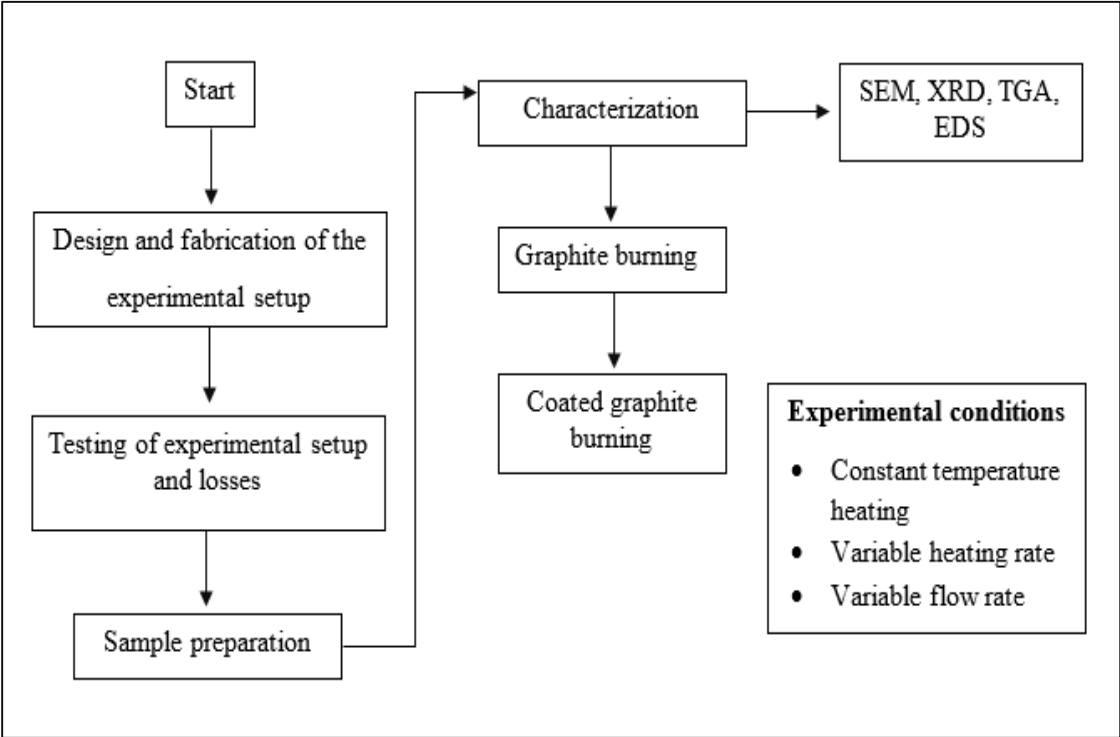 Start
Design and fabrication of the
experimental setup
Testing of experimental setup
and losses
Sample preparation
Characterization
SEM, XRD, TGA,
EDS
Graphite burning
Coated graphite
burning
Experimental conditions
• Constant temperature
heating
• Variable heating rate
• Variable flow rate